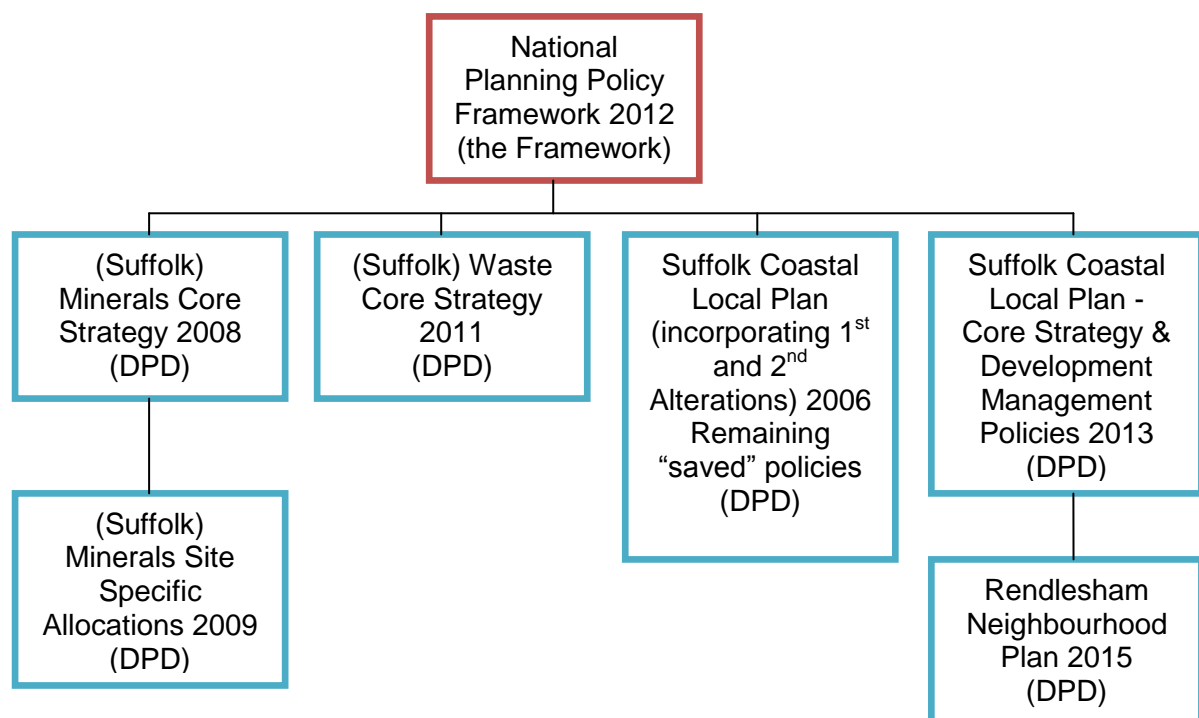 National
Planning Policy
Framework 2012
(the Framework)
(Suffolk)
Minerals Core
Strategy 2008
(DPD)
(Suffolk) Waste
Core Strategy
2011
(DPD)
Suffolk Coastal
Local Plan
(incorporating 1st
and 2nd
Alterations) 2006
Remaining
“saved” policies
(DPD)
Suffolk Coastal
Local Plan -
Core Strategy &
Development
Management
Policies 2013
(DPD)
(Suffolk)
Minerals Site
Specific
Allocations 2009
(DPD)
Rendlesham
Neighbourhood
Plan 2015
(DPD)